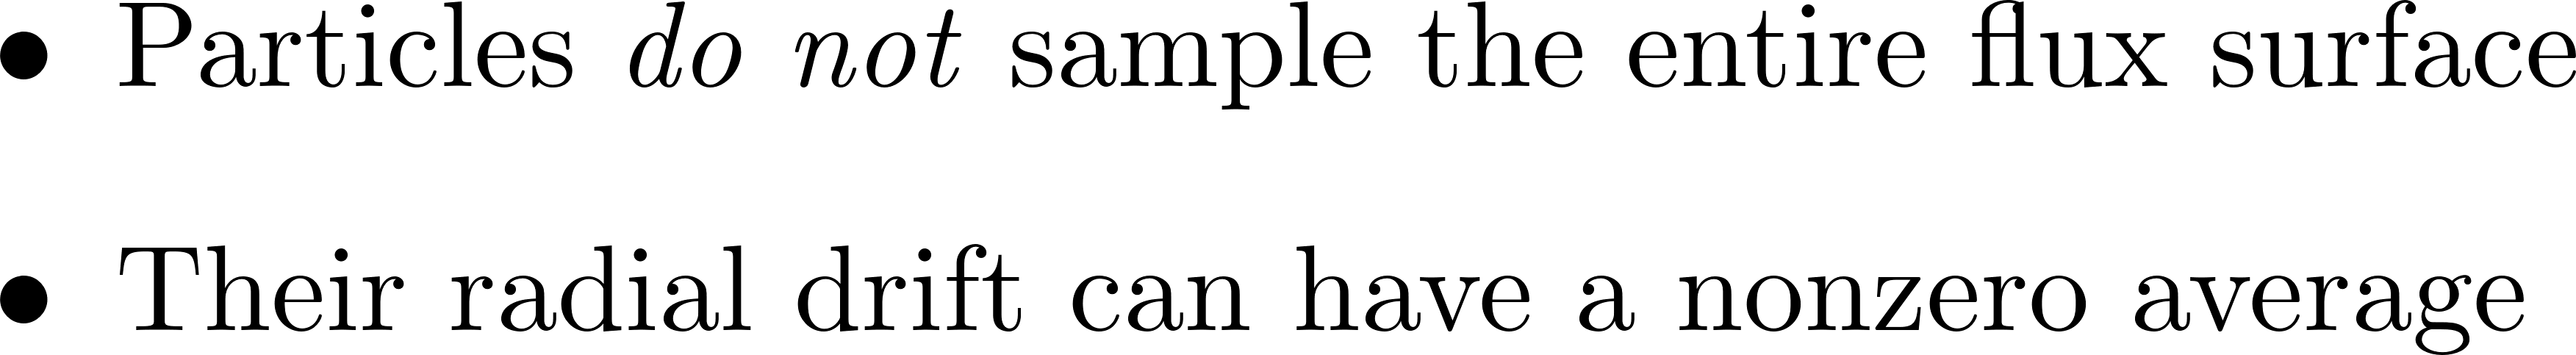 • Particles do not sample the entire flux surface
• Their radial drift can have a nonzero average